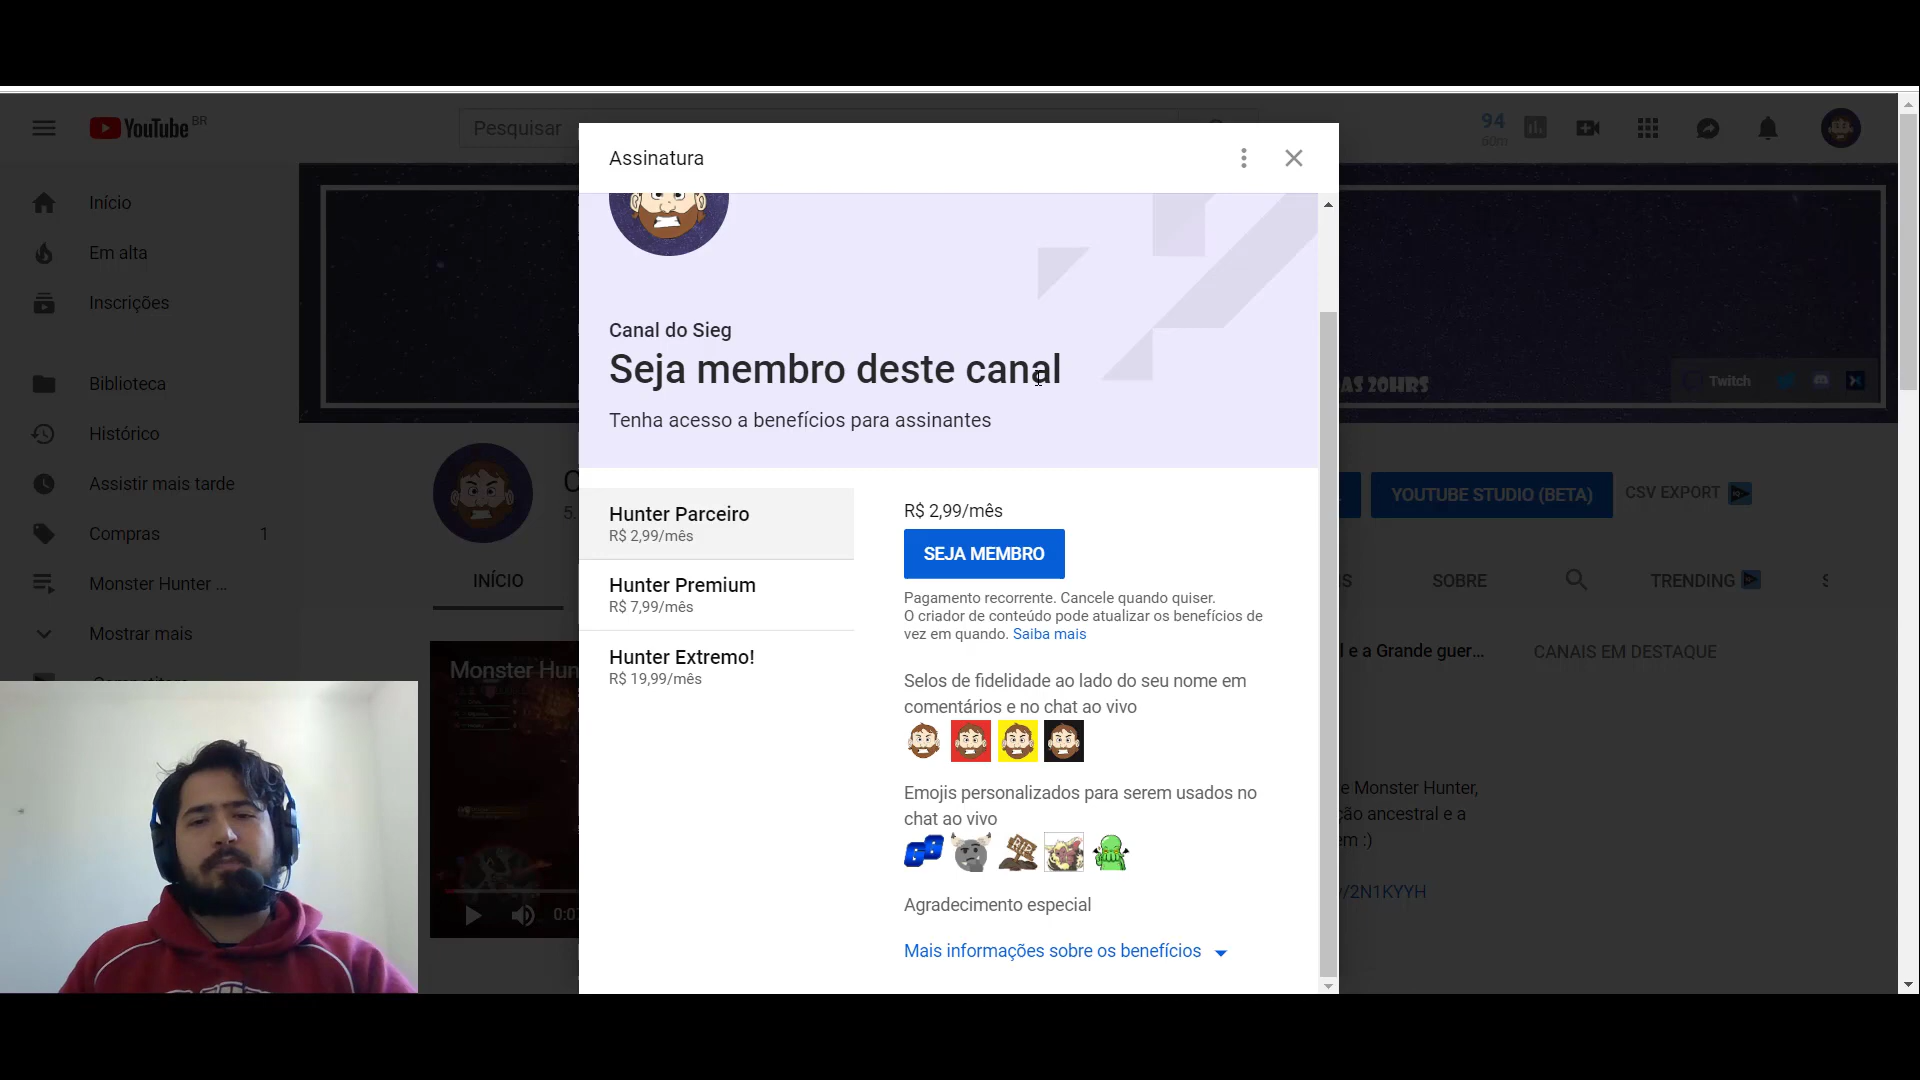 YouTube BR
Pesquisar
94
60m
Início
Em alta
Inscrições
Biblioteca
Histórico
Assistir mais tarde
Compras 1
Monster Hunter ...
Mostrar mais
Assinatura
Canal do Sieg
Seja membro deste canal
Tenha acesso a benefícios para assinantes
Hunter Parceiro
R$ 2,99/mês
Hunter Premium
R$ 7,99/mês
Hunter Extremo!
R$ 19,99/mês
R$ 2,99/mês
SEJA MEMBRO
Pagamento recorrente. Cancele quando quiser.
O criador de conteúdo pode atualizar os benefícios de
vez em quando. Saiba mais
Selos de fidelidade ao lado do seu nome em
comentários e no chat ao vivo
Emojis personalizados para serem usados no
chat ao vivo
GG
RIP
Agradecimento especial
Mais informações sobre os benefícios
AS 20HRS
Twitch
YOUTUBE STUDIO (BETA)
CSV EXPORT
INÍCIO
SOBRE
TRENDING
Monster Hun
l e a Grande guer...
CANAIS EM DESTAQUE
e Monster Hunter,
ão ancestral e a
em :)
/2N1KYYH